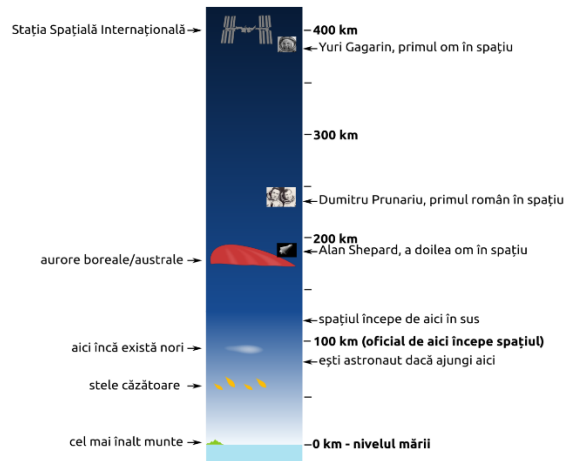 Stația Spațială Internațională
400 km
Yuri Gagarin, primul om în spațiu
300 km
Dumitru Prunariu, primul român în spațiu
200 km
Alan Shepard, a doilea om în spațiu
aurore boreale/australe
spațiul începe de aici în sus
100 km (oficial de aici începe spațiul)
aici încă există nori
ești astronaut dacă ajungi aici
stele căzătoare
cel mai înalt munte
0 km - nivelul mării